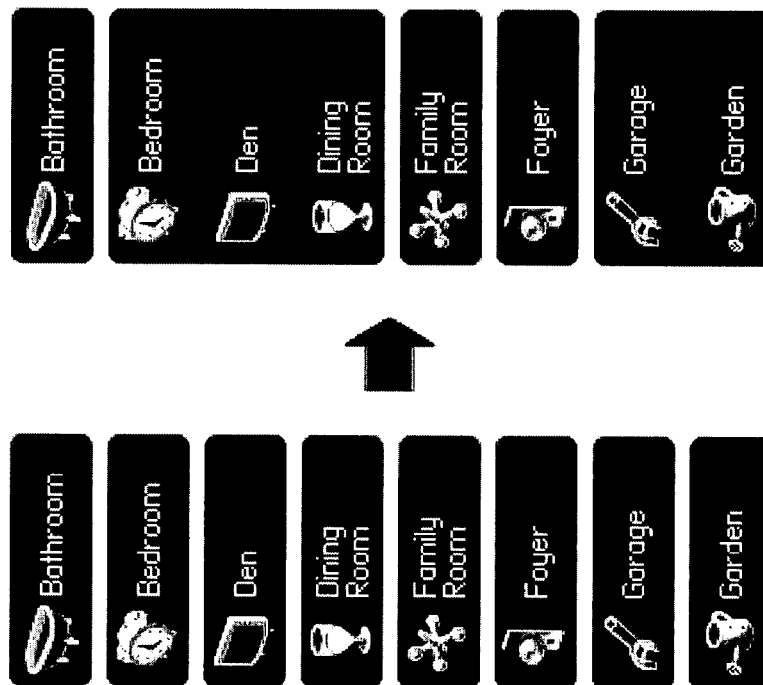 Bathroom
Bedroom
Den
Dining
Room
Family
Room
Foyer
Garage
Garden
Bathroom
Bedroom
Den
Dining
Room
Family
Room
Foyer
Garage
Garden